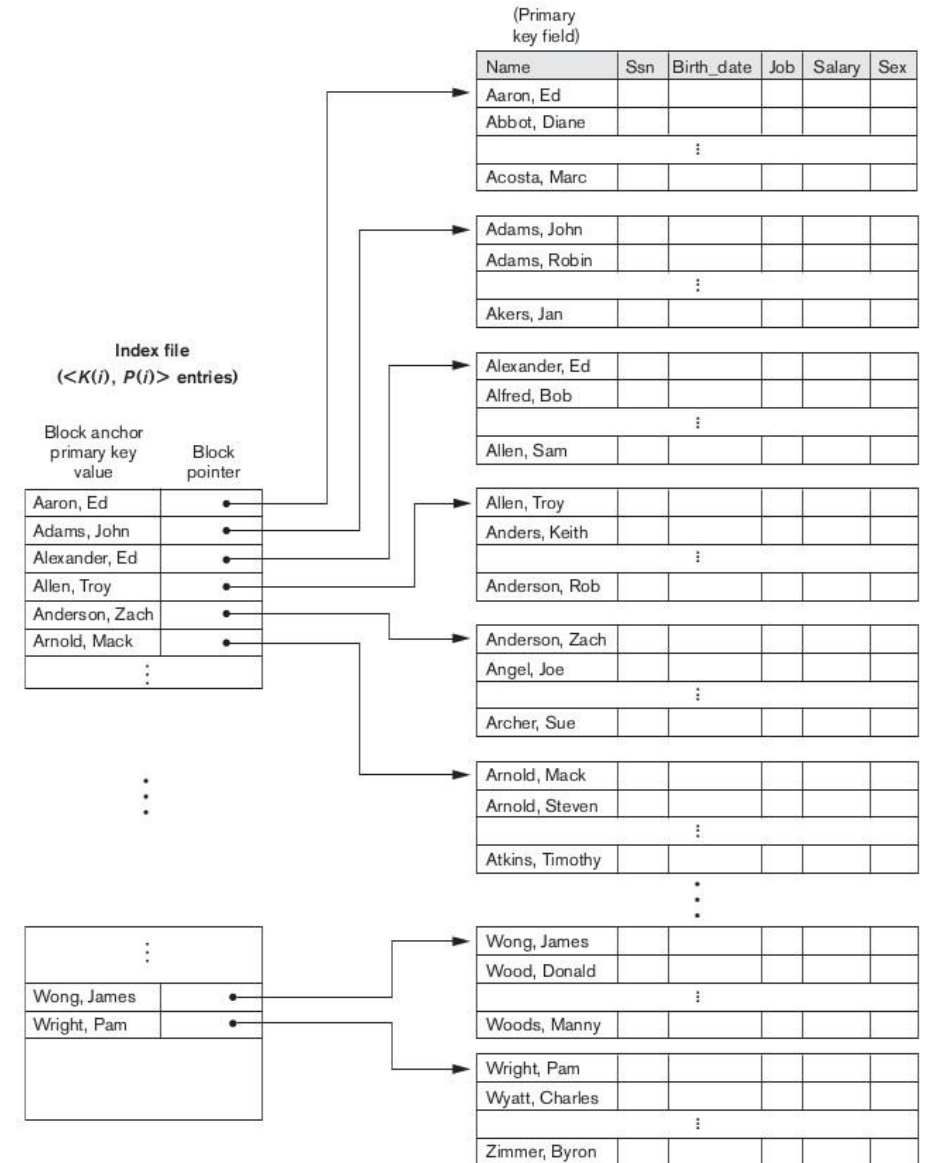 (Primary
key field)
Name Ssn Birth_date Job Salary Sex
Aaron, Ed
Abbot, Diane
⋮
Acosta, Marc
Adams, John
Adams, Robin
⋮
Akers, Jan
Alexander, Ed
Alfred, Bob
⋮
Allen, Sam
Allen, Troy
Anders, Keith
⋮
Anderson, Rob
Anderson, Zach
Angel, Joe
⋮
Archer, Sue
Arnold, Mack
Arnold, Steven
⋮
Atkins, Timothy
⋮
Wong, James
Wood, Donald
⋮
Woods, Manny
Wright, Pam
Wyatt, Charles
⋮
Zimmer, Byron
Index file
(<K(i), P(i)> entries)
Block anchor
primary key
value
Block
pointer
Aaron, Ed
Adams, John
Alexander, Ed
Allen, Troy
Anderson, Zach
Arnold, Mack
⋮
⋮
⋮
Wong, James
Wright, Pam